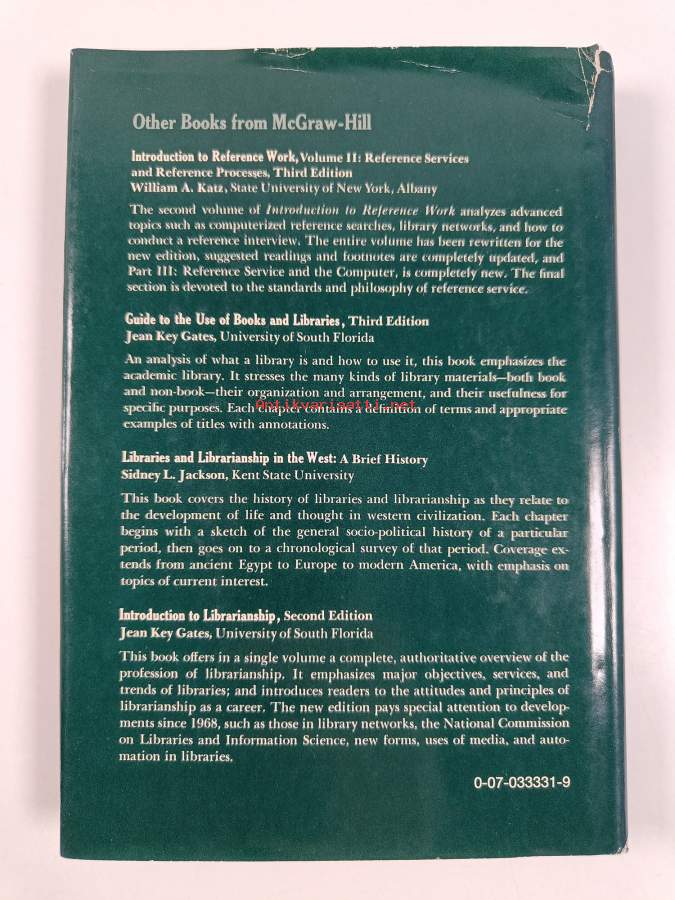 Other Books from McGraw-Hill
Introduction to Reference Work, Volume II: Reference Services
and Reference Processes, Third Edition
William A. Katz, State University of New York, Albany
The second volume of Introduction to Reference Work analyzes advanced
topics such as computerized reference searches, library networks, and how to
conduct a reference interview. The entire volume has been rewritten for the
new edition, suggested readings and footnotes are completely updated, and
Part III: Reference Service and the Computer, is completely new. The final
section is devoted to the standards and philosophy of reference service.
Guide to the Use of Books and Libraries, Third Edition
Jean Key Gates, University of South Florida
An analysis of what a library is and how to use it, this book emphasizes the
academic library. It stresses the many kinds of library materials—both book
and non-book—their organization and arrangement, and their usefulness for
specific purposes. Each chapter contains a definition of terms and appropriate
Antikvariaatti.net
examples of titles with annotations.
Libraries and Librarianship in the West: A Brief History
Sidney L. Jackson, Kent State University
This book covers the history of libraries and librarianship as they relate to
the development of life and thought in western civilization. Each chapter
begins with a sketch of the general socio-political history of a particular
period, then goes on to a chronological survey of that period. Coverage ex-
tends from ancient Egypt to Europe to modern America, with emphasis on
topics of current interest.
Introduction to Librarianship, Second Edition
Jean Key Gates, University of South Florida
This book offers in a single volume a complete, authoritative overview of the
profession of librarianship. It emphasizes major objectives, services, and
trends of libraries; and introduces readers to the attitudes and principles of
librarianship as a career. The new edition pays special attention to develop-
ments since 1968, such as those in library networks, the National Commission
on Libraries and Information Science, new forms, uses of media, and auto-
mation in libraries.
0-07-033331-9